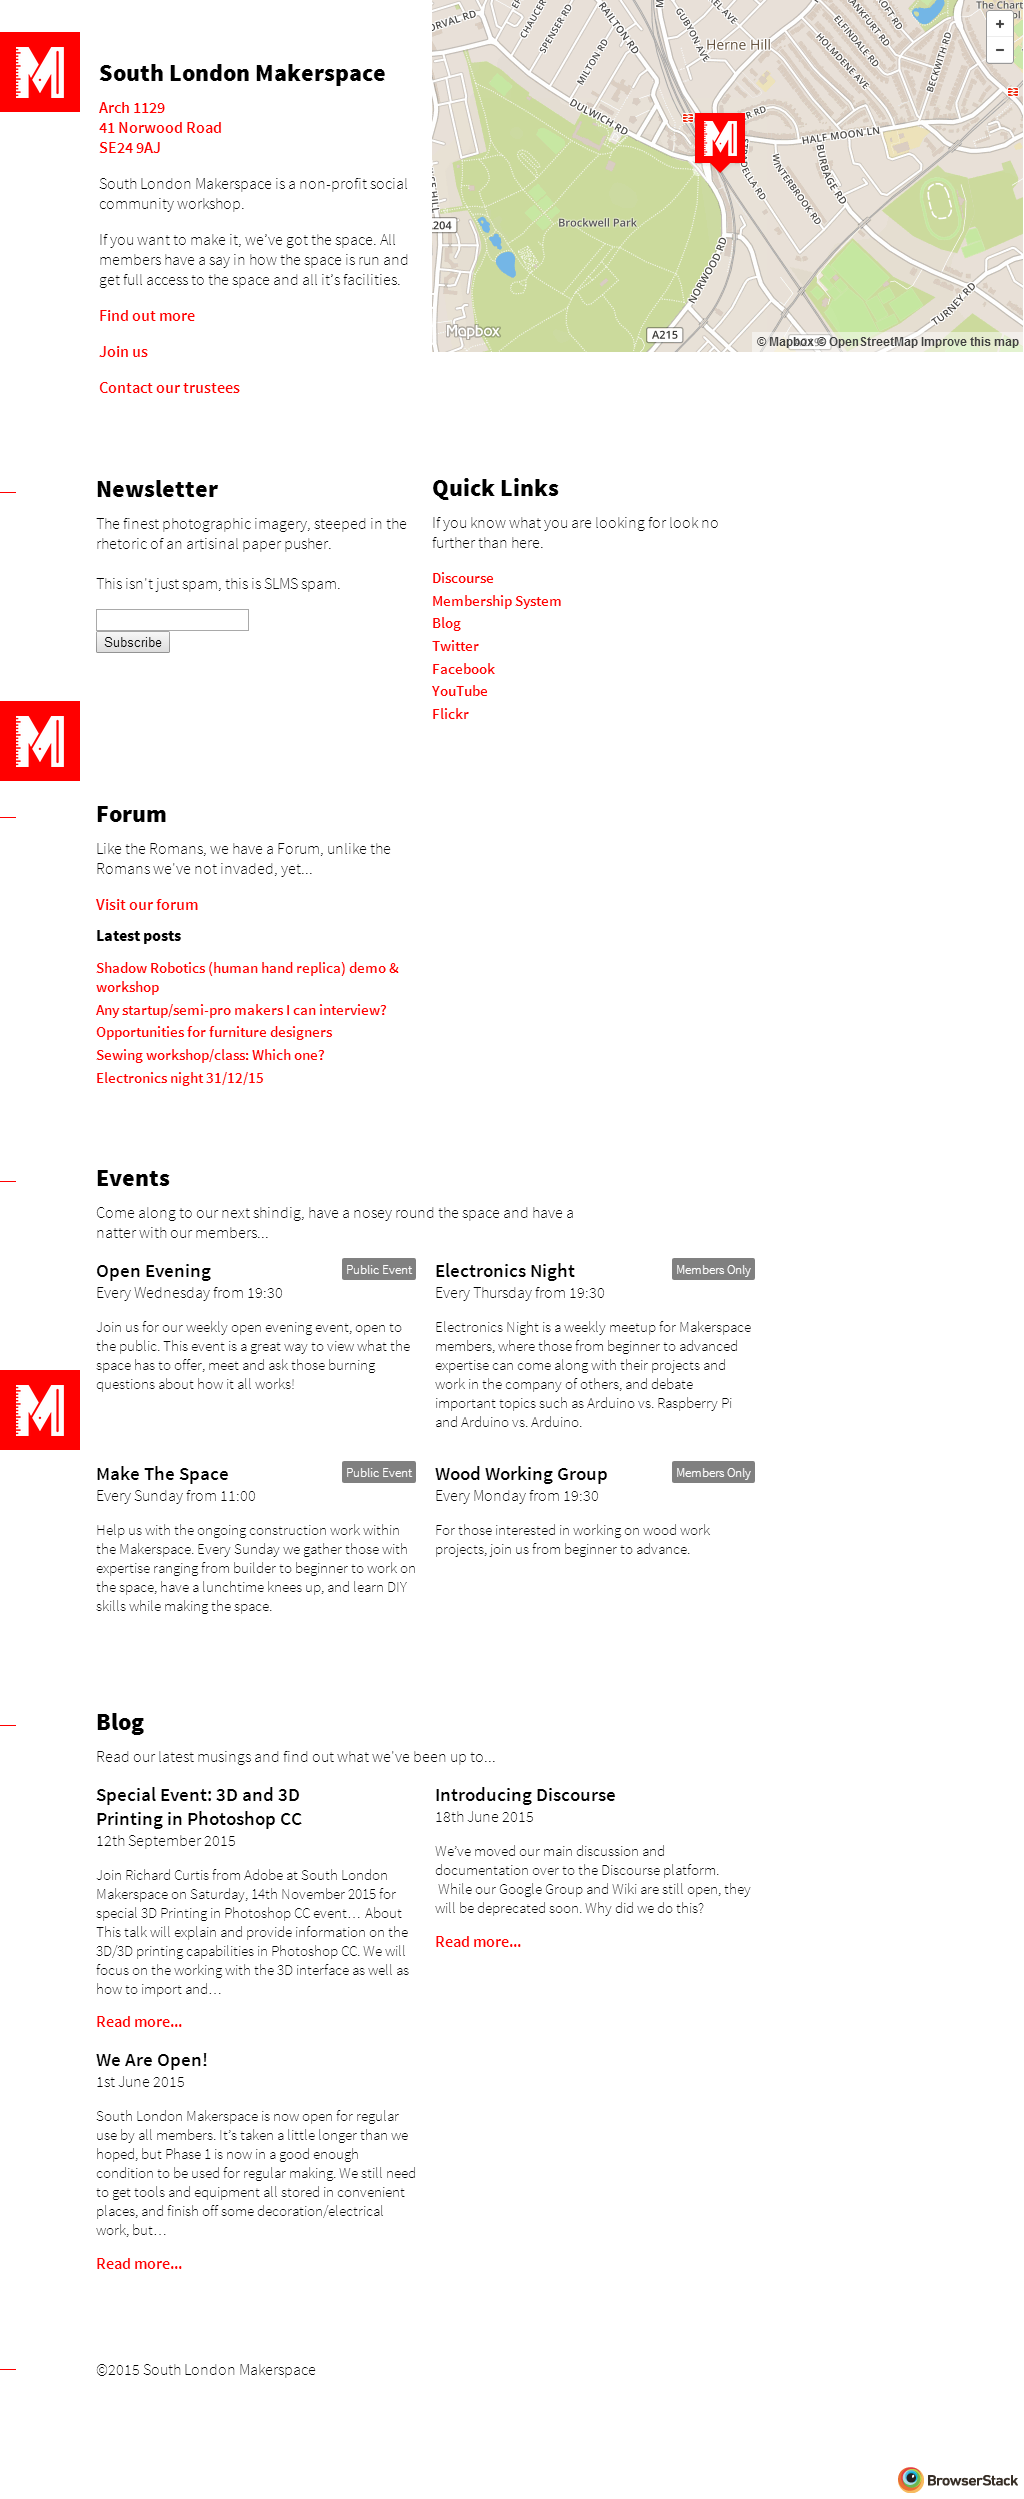 South London Makerspace
Arch 1129
41 Norwood Road
SE24 9AJ
South London Makerspace is a non-profit social
community workshop.
If you want to make it, we've got the space. All
members have a say in how the space is run and
get full access to the space and all it's facilities.
Find out more
Join us
Contact our trustees
CHAUCER
SPENSER RD
MILTON RD
RAILTON RD
GUBYON AVE
Herne Hill
ELFINDALE RD
HOLMDENE AVE
BECKWITH RD
The Chart
+
-
DULWICH RD
HALF MOON LN
BURBAGE RD
WINTERBROOK RD
Brockwell Park
204
NORWOOD RD
TURNEY RD
A215
Mapbox
© Mapbox © OpenStreetMap Improve this map
Newsletter
The finest photographic imagery, steeped in the
rhetoric of an artisinal paper pusher.
This isn't just spam, this is SLMS spam.
Subscribe
Quick Links
If you know what you are looking for look no
further than here.
Discourse
Membership System
Blog
Twitter
Facebook
YouTube
Flickr
Forum
Like the Romans, we have a Forum, unlike the
Romans we've not invaded, yet...
Visit our forum
Latest posts
Shadow Robotics (human hand replica) demo &
workshop
Any startup/semi-pro makers I can interview?
Opportunities for furniture designers
Sewing workshop/class: Which one?
Electronics night 31/12/15
Events
Come along to our next shindig, have a nosey round the space and have a
natter with our members...
Open Evening
Public Event
Every Wednesday from 19:30
Join us for our weekly open evening event, open to
the public. This event is a great way to view what the
space has to offer, meet and ask those burning
questions about how it all works!
Electronics Night
Members Only
Every Thursday from 19:30
Electronics Night is a weekly meetup for Makerspace
members, where those from beginner to advanced
expertise can come along with their projects and
work in the company of others, and debate
important topics such as Arduino vs. Raspberry Pi
and Arduino vs. Arduino.
Make The Space
Public Event
Every Sunday from 11:00
Help us with the ongoing construction work within
the Makerspace. Every Sunday we gather those with
expertise ranging from builder to beginner to work on
the space, have a lunchtime knees up, and learn DIY
skills while making the space.
Wood Working Group
Members Only
Every Monday from 19:30
For those interested in working on wood work
projects, join us from beginner to advance.
Blog
Read our latest musings and find out what we've been up to...
Special Event: 3D and 3D
Printing in Photoshop CC
12th September 2015
Join Richard Curtis from Adobe at South London
Makerspace on Saturday, 14th November 2015 for
special 3D Printing in Photoshop CC event… About
This talk will explain and provide information on the
3D/3D printing capabilities in Photoshop CC. We will
focus on the working with the 3D interface as well as
how to import and…
Read more...
Introducing Discourse
18th June 2015
We've moved our main discussion and
documentation over to the Discourse platform.
While our Google Group and Wiki are still open, they
will be deprecated soon. Why did we do this?
Read more...
We Are Open!
1st June 2015
South London Makerspace is now open for regular
use by all members. It's taken a little longer than we
hoped, but Phase 1 is now in a good enough
condition to be used for regular making. We still need
to get tools and equipment all stored in convenient
places, and finish off some decoration/electrical
work, but…
Read more...
©2015 South London Makerspace
BrowserStack